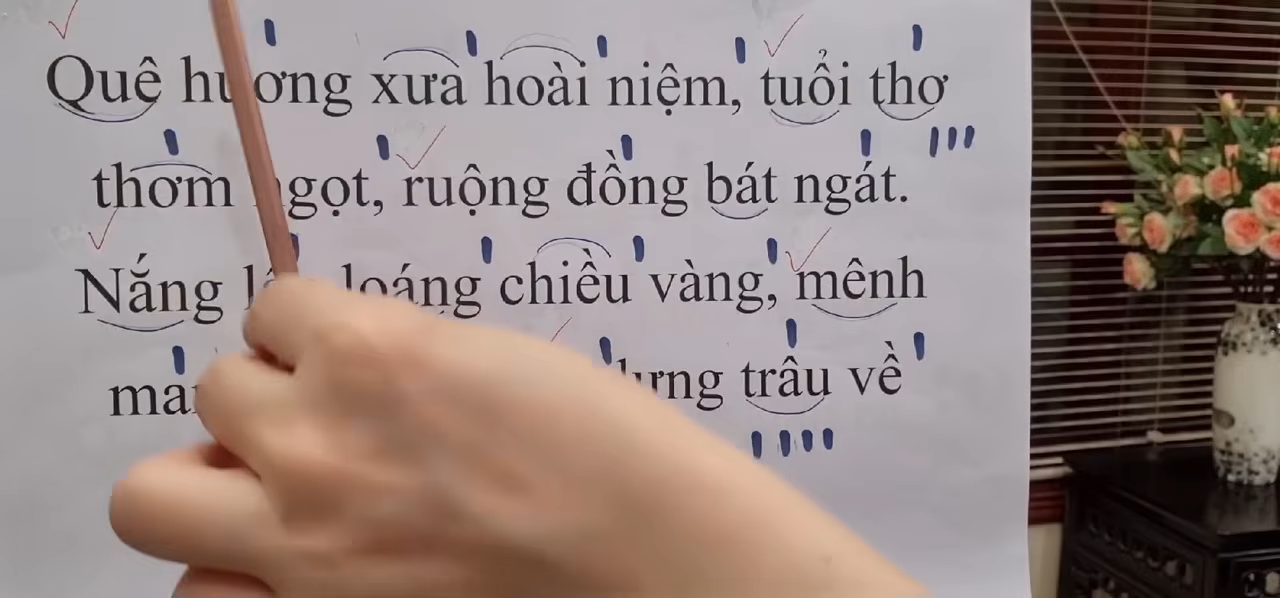 Quê hương xưa hoài niệm, tuổi thơ
thơm ngọt, ruộng đồng bát ngát.
Nắng loáng chiều vàng, mênh
trâu về